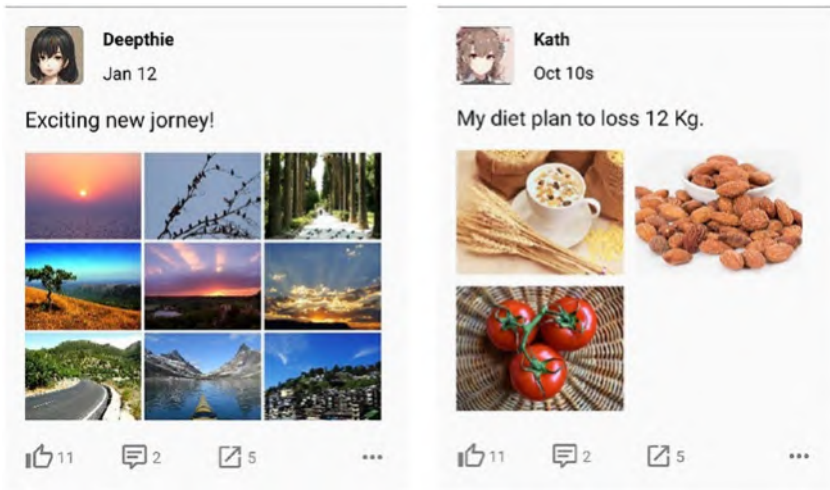 Deepthie
Jan 12
Exciting new jorney!
11 2 5
Kath
Oct 10s
My diet plan to loss 12 Kg.
11 2 5